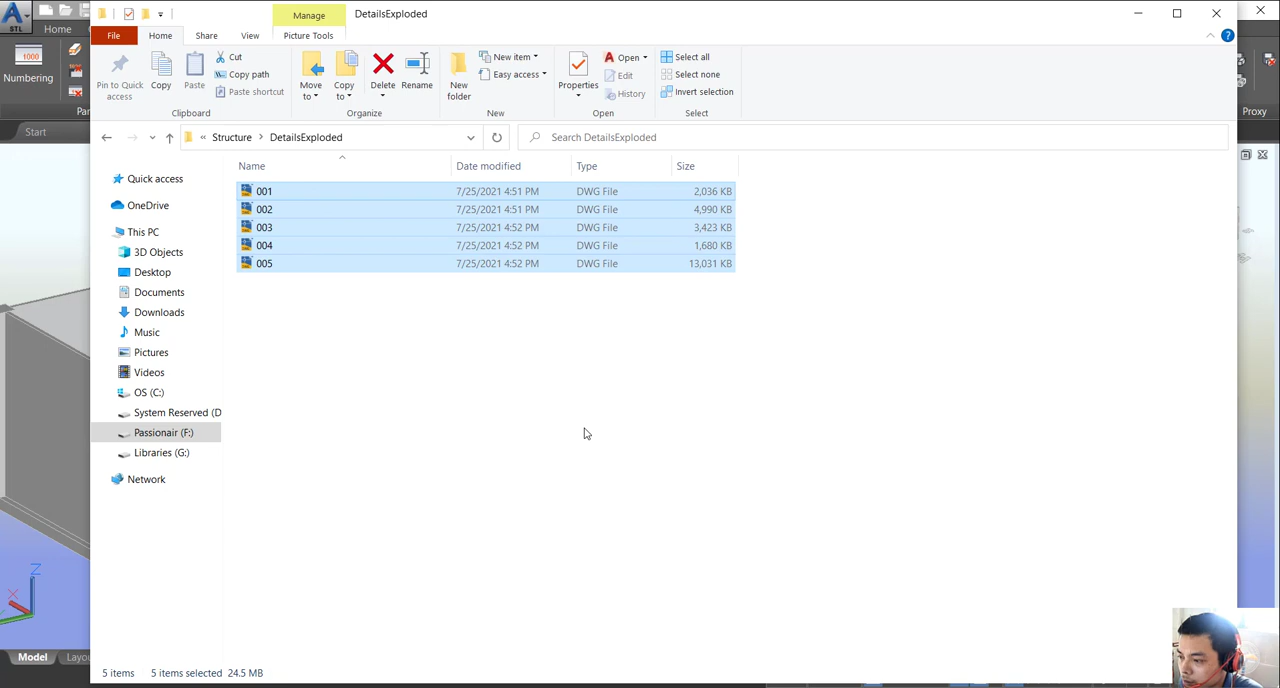 Manage
DetailsExploded
STL
Home
File
Home
Share
View
Picture Tools
1000
Numbering
Pin to Quick access
Copy
Paste
Cut
Copy path
Paste shortcut
Clipboard
Move to
Copy to
Delete
Rename
Organize
New folder
New item
Easy access
New
Properties
Open
Edit
History
Open
Select all
Select none
Invert selection
Select
Proxy
Start
« Structure > DetailsExploded
Search DetailsExploded
Name
Date modified
Type
Size
001 7/25/2021 4:51 PM DWG File 2,036 KB
002 7/25/2021 4:51 PM DWG File 4,990 KB
003 7/25/2021 4:52 PM DWG File 3,423 KB
004 7/25/2021 4:52 PM DWG File 1,680 KB
005 7/25/2021 4:52 PM DWG File 13,031 KB
Quick access
OneDrive
This PC
3D Objects
Desktop
Documents
Downloads
Music
Pictures
Videos
OS (C:)
System Reserved (D
Passionair (F:)
Libraries (G:)
Network
Z
X
Model
Layou
5 items
5 items selected 24.5 MB